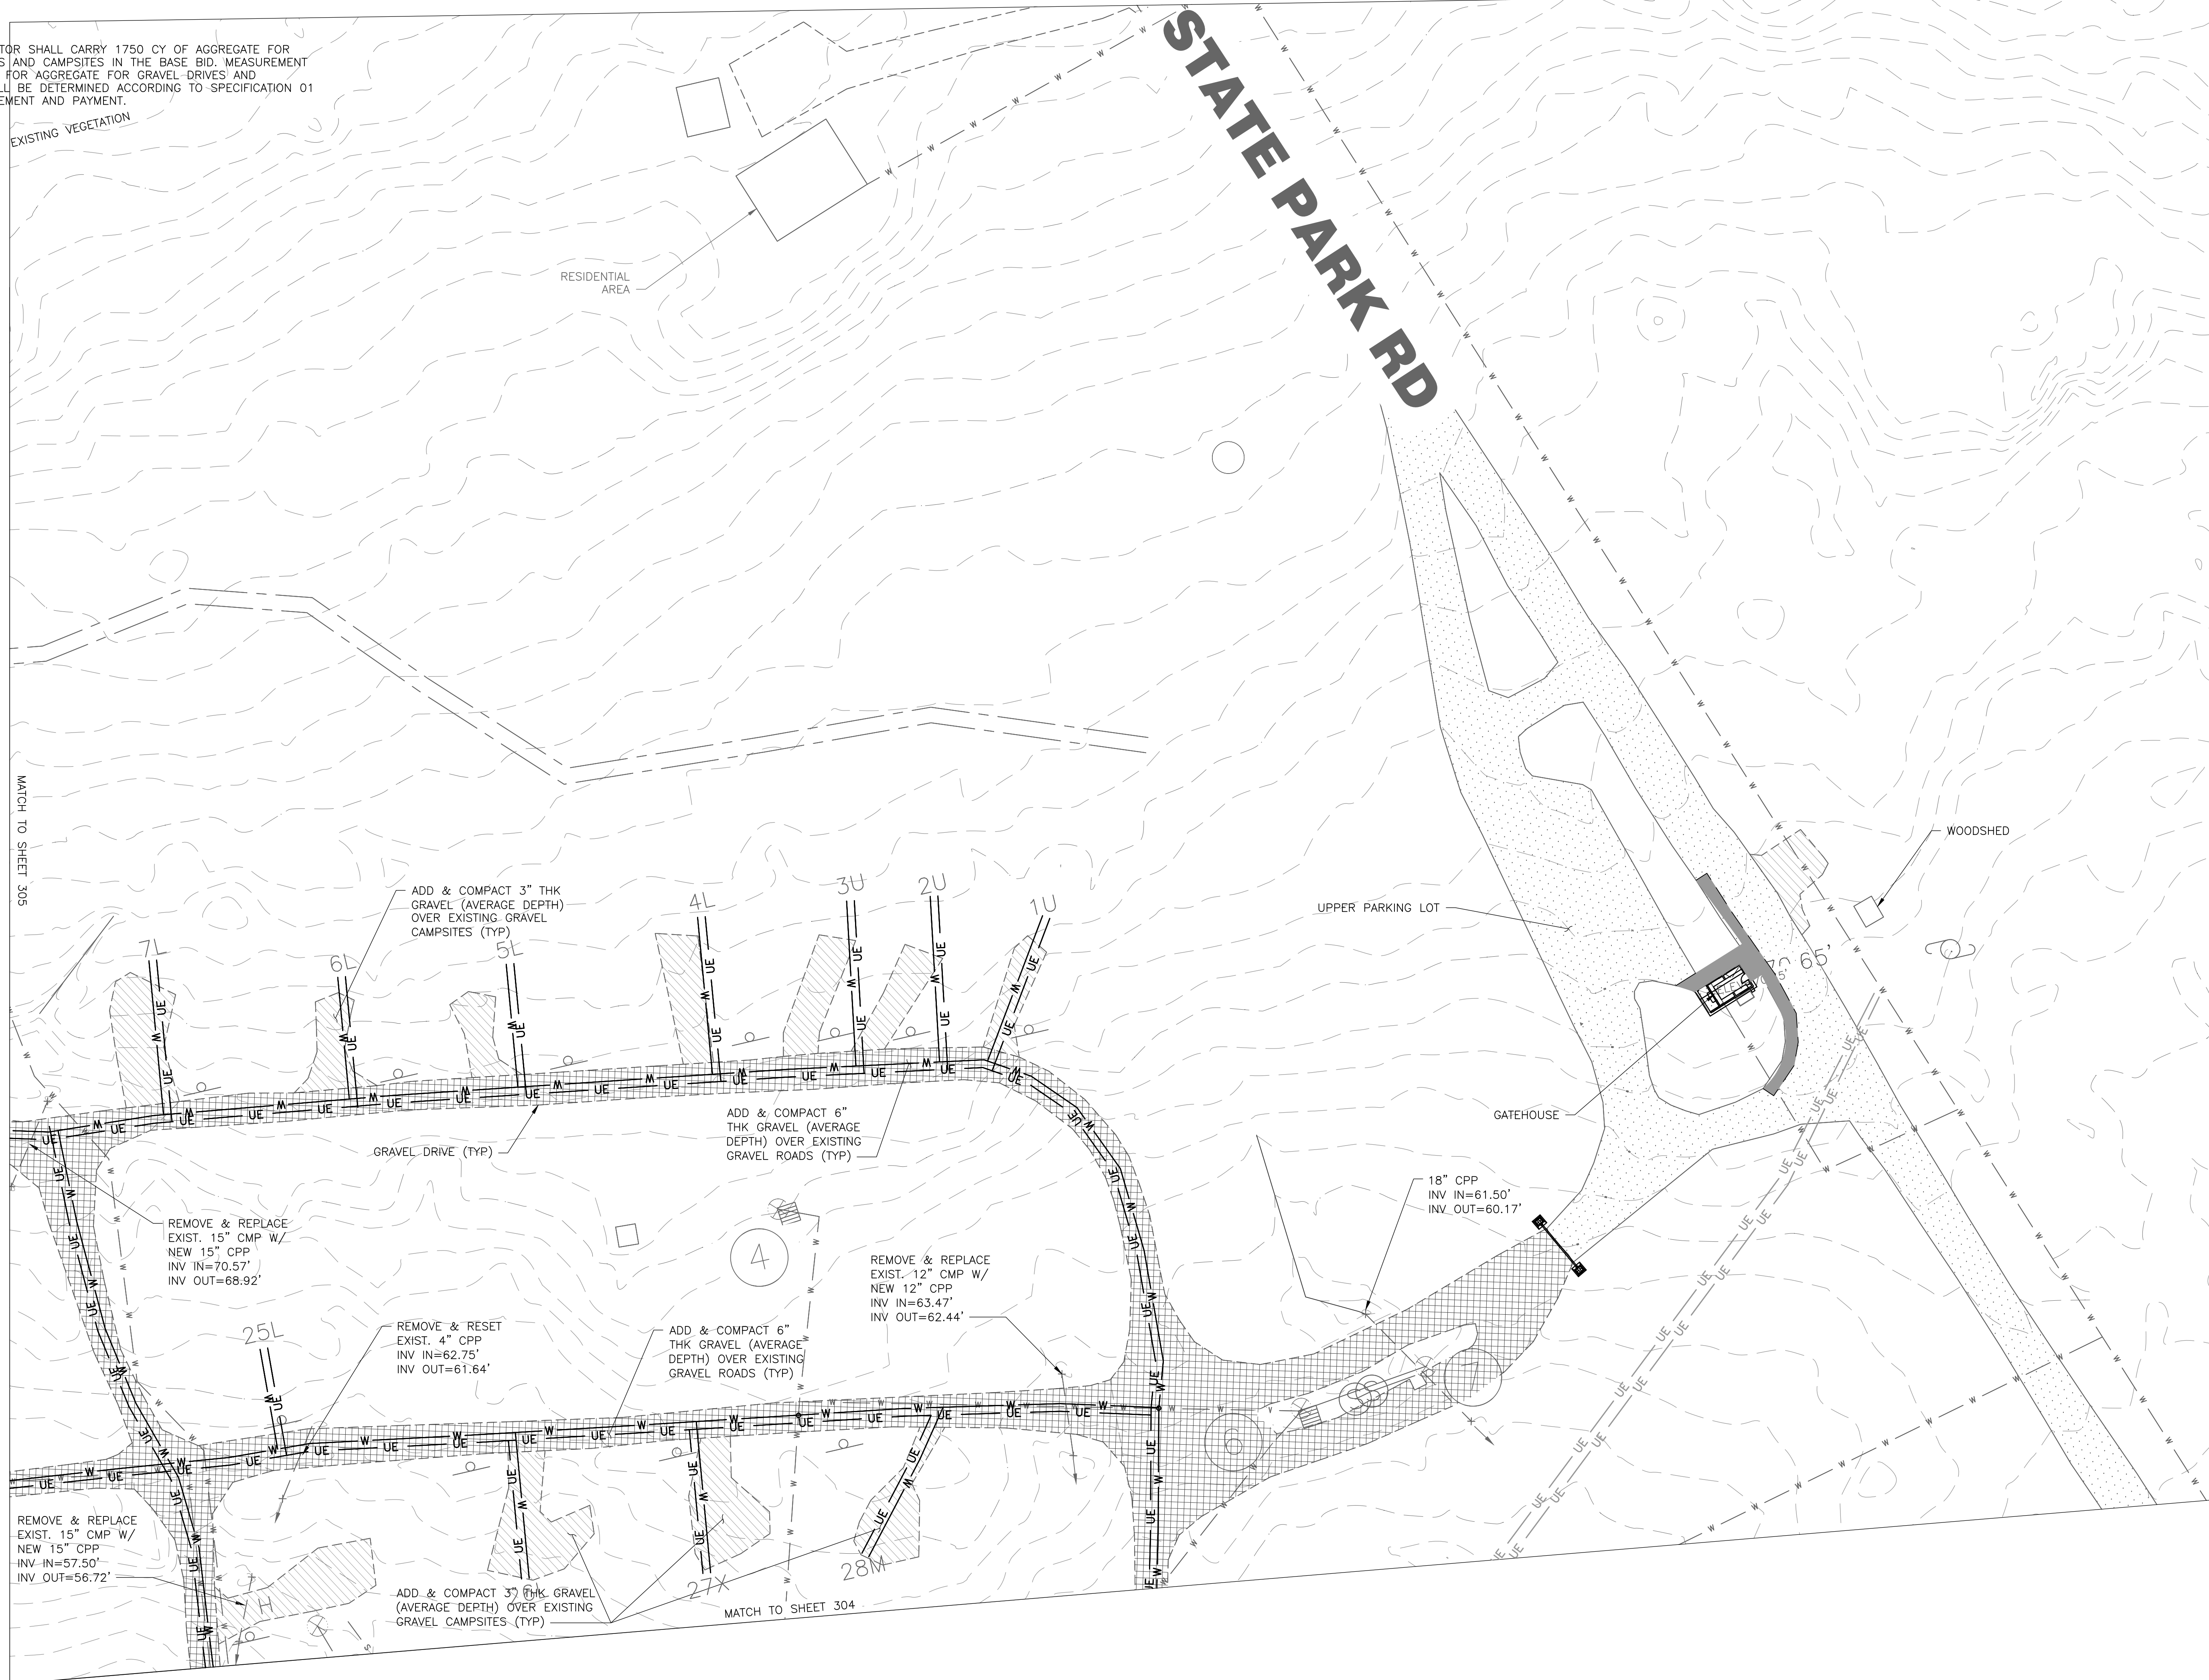 TOR SHALL CARRY 1750 CY OF AGGREGATE FOR
S AND CAMPSITES IN THE BASE BID. MEASUREMENT
FOR AGGREGATE FOR GRAVEL DRIVES AND
LL BE DETERMINED ACCORDING TO SPECIFICATION 01
EMENT AND PAYMENT.
EXISTING VEGETATION
STATE PARK RD
RESIDENTIAL
AREA
MATCH TO SHEET 305
WOODSHED
UPPER PARKING LOT
65'
GATEHOUSE
ADD & COMPACT 3" THK
GRAVEL (AVERAGE DEPTH)
OVER EXISTING GRAVEL
CAMPSITES (TYP)
7L
6L
5L
4L
3U
2U
1U
GRAVEL DRIVE (TYP)
ADD & COMPACT 6"
THK GRAVEL (AVERAGE
DEPTH) OVER EXISTING
GRAVEL ROADS (TYP)
18" CPP
INV IN=61.50'
INV OUT=60.17'
REMOVE & REPLACE
EXIST. 15" CMP W/
NEW 15" CPP
INV IN=70.57'
INV OUT=68.92'
4
REMOVE & REPLACE
EXIST. 12" CMP W/
NEW 12" CPP
INV IN=63.47'
INV OUT=62.44'
25L
REMOVE & RESET
EXIST. 4" CPP
INV IN=62.75'
INV OUT=61.64'
ADD & COMPACT 6"
THK GRAVEL (AVERAGE
DEPTH) OVER EXISTING
GRAVEL ROADS (TYP)
7
6
REMOVE & REPLACE
EXIST. 15" CMP W/
NEW 15" CPP
INV IN=57.50'
INV OUT=56.72'
H
26L
27X
28M
ADD & COMPACT 3" THK GRAVEL
(AVERAGE DEPTH) OVER EXISTING
GRAVEL CAMPSITES (TYP)
MATCH TO SHEET 304
W
UE
S